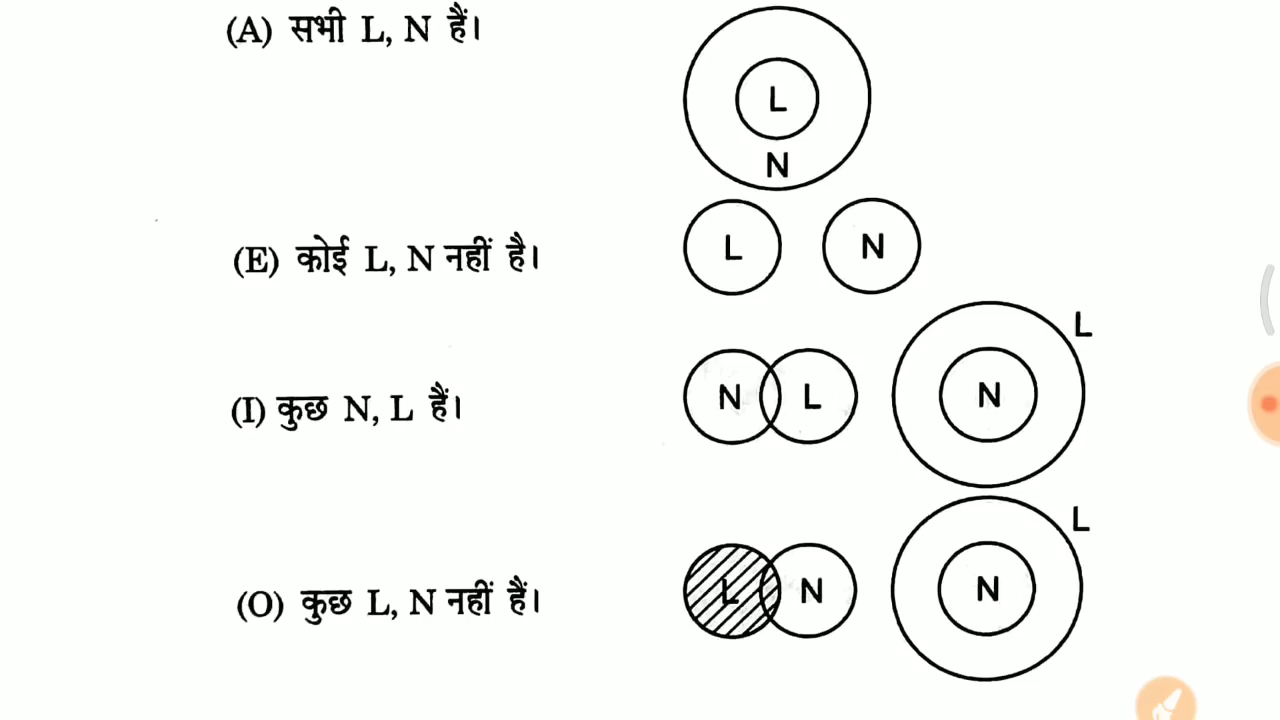 (A) सभी L, N हैं।
L
N
(E) कोई L, N नहीं है।
L N
L
(I) कुछ N, L हैं।
N L N
L
(O) कुछ L, N नहीं हैं।
L N N